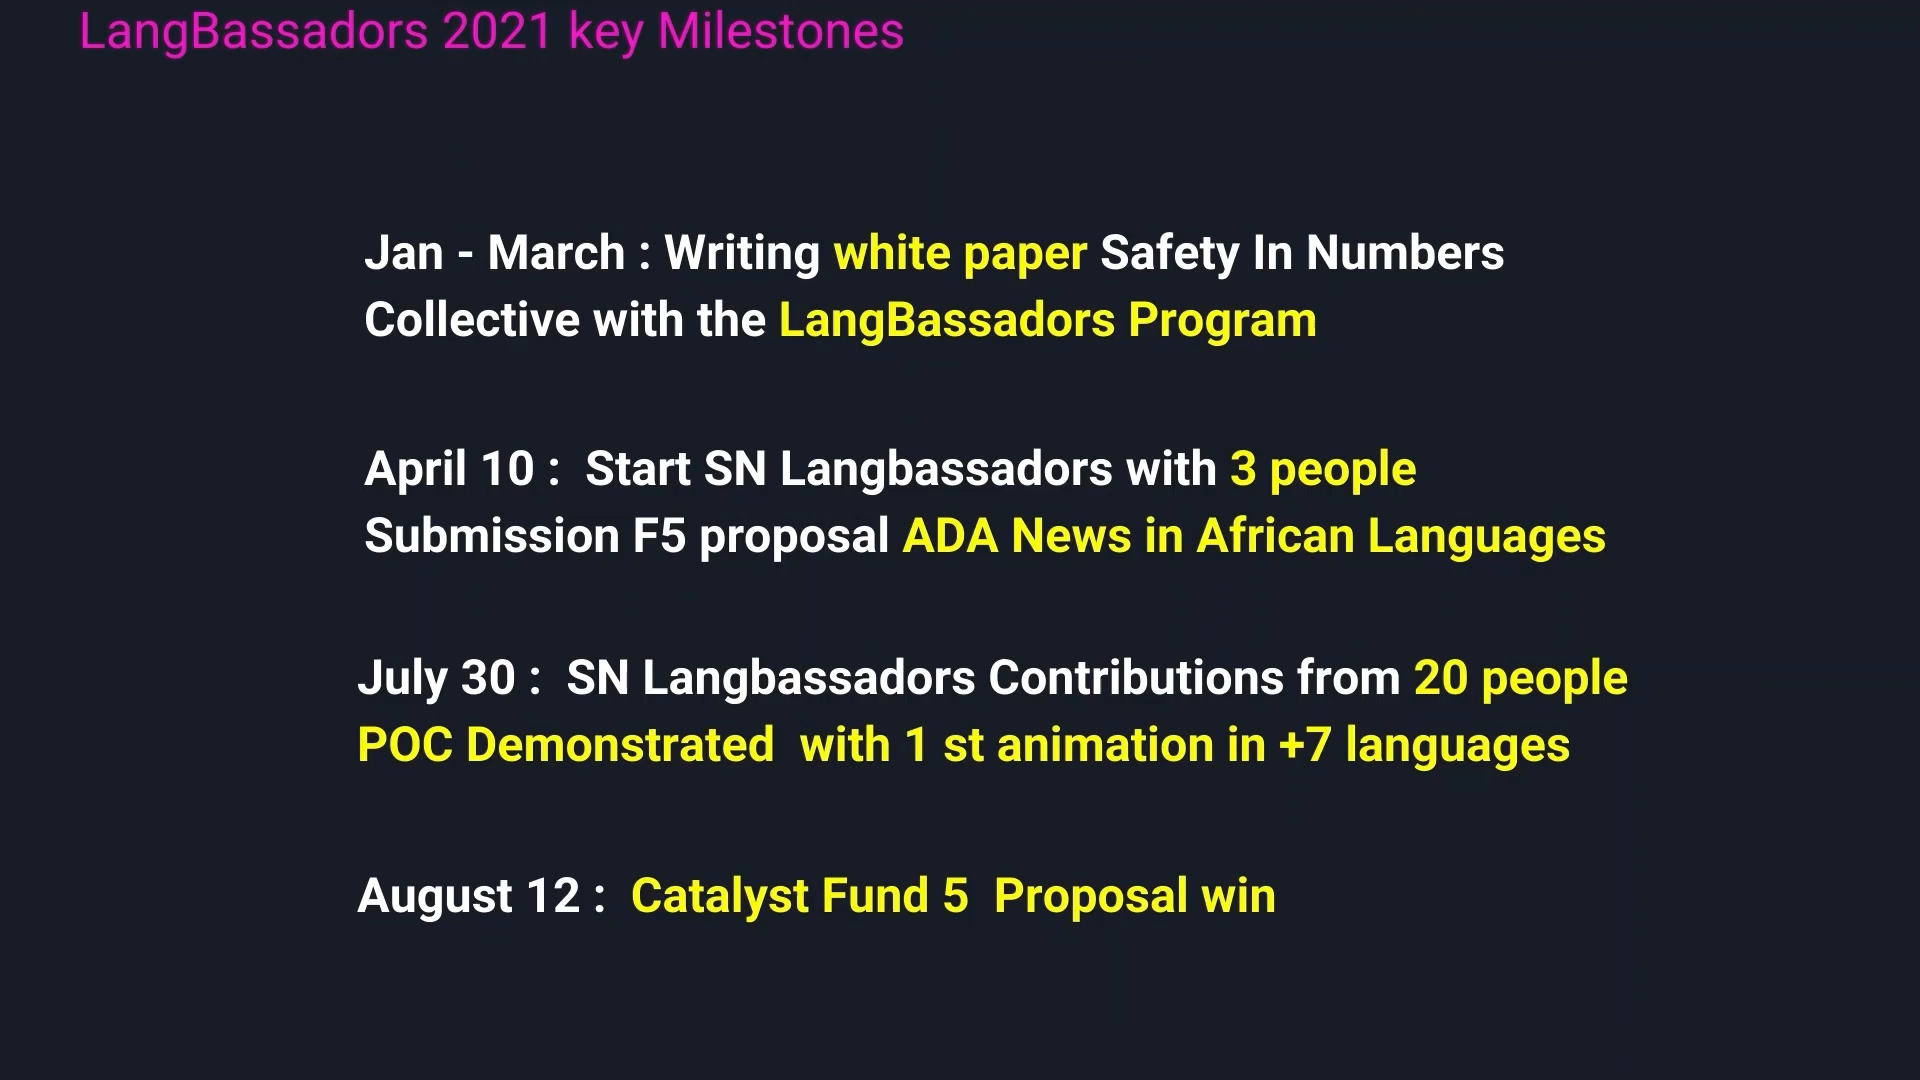 LangBassadors 2021 key Milestones
Jan - March : Writing white paper Safety In Numbers
Collective with the LangBassadors Program
April 10 :  Start SN Langbassadors with 3 people
Submission F5 proposal ADA News in African Languages
July 30 :  SN Langbassadors Contributions from 20 people
POC Demonstrated  with 1 st animation in +7 languages
August 12 :  Catalyst Fund 5  Proposal win